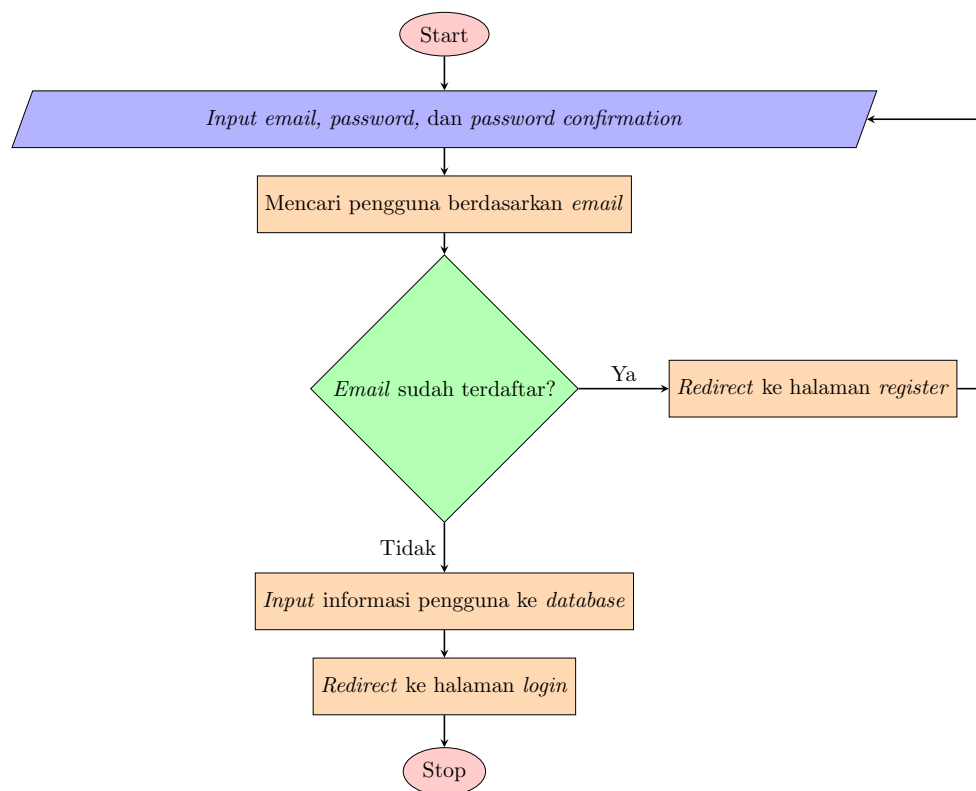 Start
Input email, password, dan password confirmation
Mencari pengguna berdasarkan email
Email sudah terdaftar?
Ya
Redirect ke halaman register
Tidak
Input informasi pengguna ke database
Redirect ke halaman login
Stop